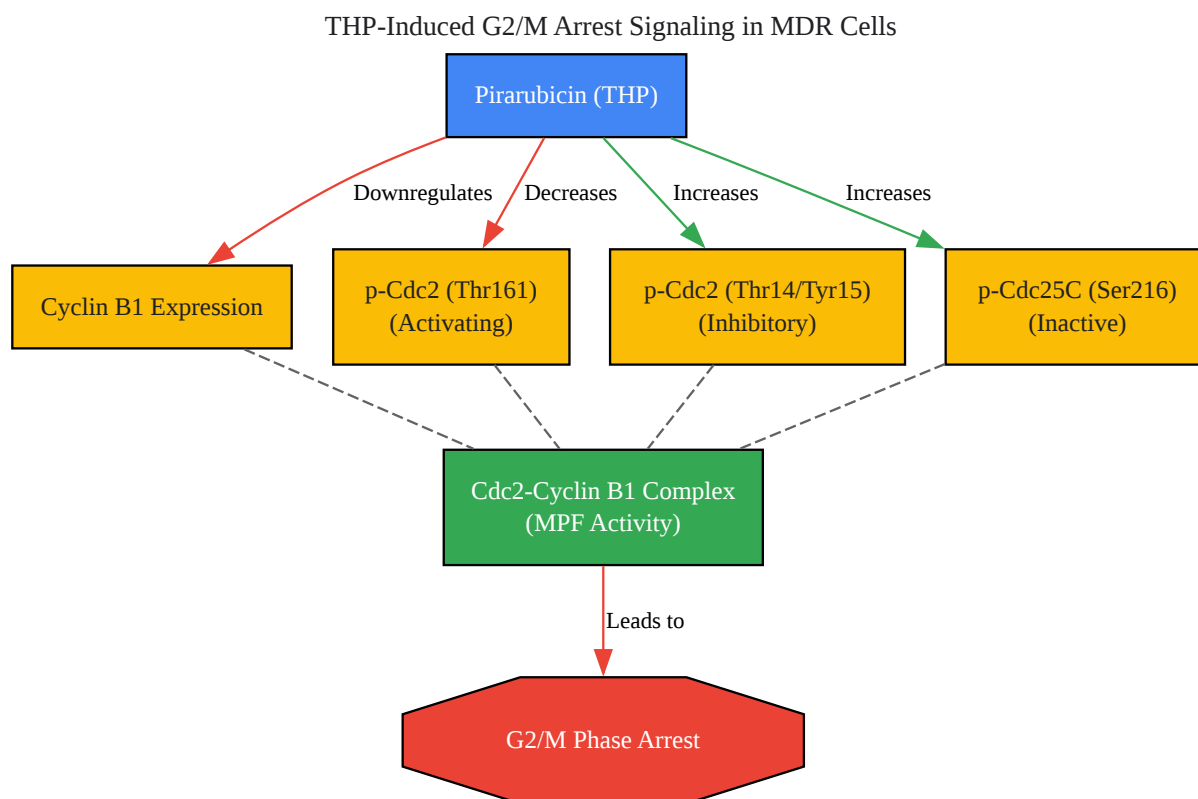 THP-Induced G2/M Arrest Signaling in MDR Cells
Pirarubicin (THP)
Downregulates
Decreases
Increases
Increases
Cyclin B1 Expression
p-Cdc2 (Thr161)
(Activating)
p-Cdc2 (Thr14/Tyr15)
(Inhibitory)
p-Cdc25C (Ser216)
(Inactive)
Cdc2-Cyclin B1 Complex
(MPF Activity)
Leads to
G2/M Phase Arrest